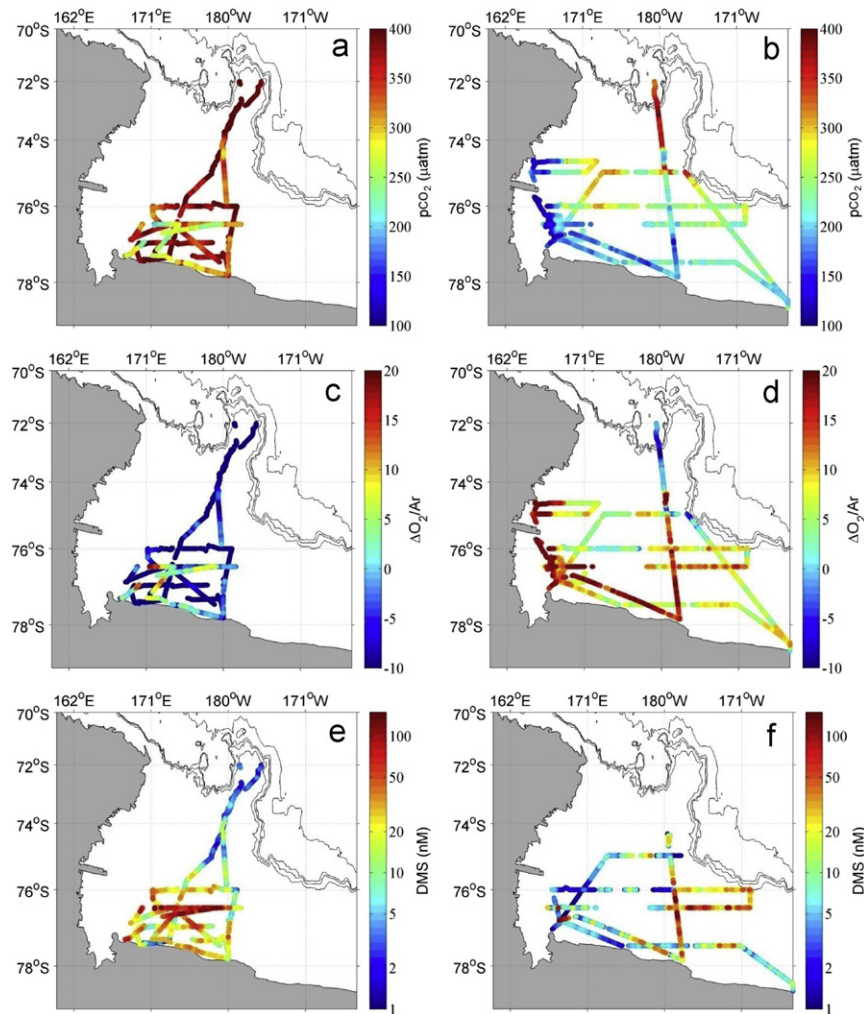 162°E 171°E 180°W 171°W
70°S
72°S
74°S
76°S
78°S
a
400
350
300
250
200
150
100
pCO₂ (µatm)
162°E 171°E 180°W 171°W
70°S
72°S
74°S
76°S
78°S
b
400
350
300
250
200
150
100
pCO₂ (µatm)
162°E 171°E 180°W 171°W
70°S
72°S
74°S
76°S
78°S
c
20
15
10
5
0
-5
-10
ΔO₂/Ar
162°E 171°E 180°W 171°W
70°S
72°S
74°S
76°S
78°S
d
20
15
10
5
0
-5
-10
ΔO₂/Ar
162°E 171°E 180°W 171°W
70°S
72°S
74°S
76°S
78°S
e
100
50
20
10
5
2
1
DMS (nM)
162°E 171°E 180°W 171°W
70°S
72°S
74°S
76°S
78°S
f
100
50
20
10
5
2
1
DMS (nM)